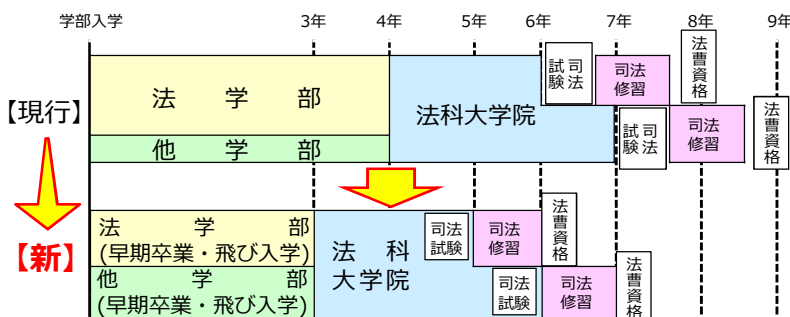 学部入学 3年 4年 5年 6年 7年 8年 9年
【現行】
法学部
他学部
法科大学院
司法試験
司法
修習
法曹資格
司法試験
司法
修習
法曹資格
【新】
法学部
(早期卒業・飛び入学)
他学部
(早期卒業・飛び入学)
法科
大学院
司法
試験
司法
修習
法曹資格
司法
試験
司法
修習
法曹資格